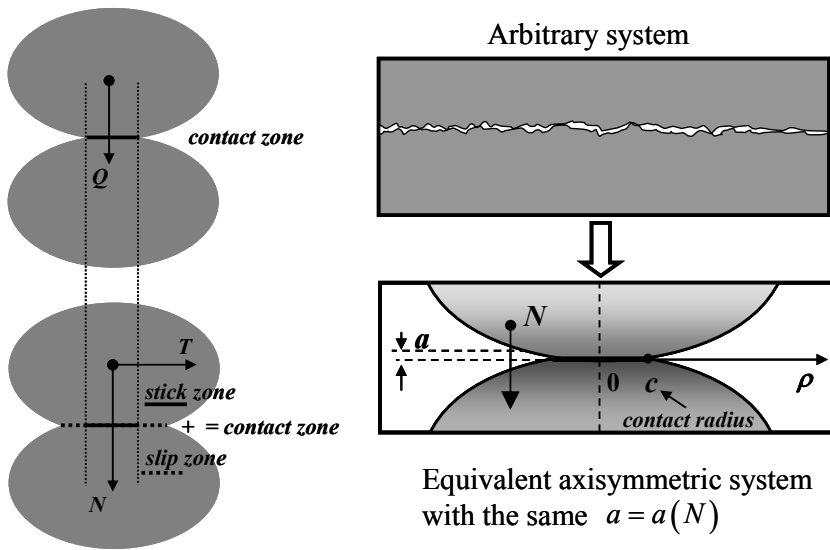 contact zone
Q
T
stick zone
+ = contact zone
slip zone
N
Arbitrary system
N
a
0 c ρ
contact radius
Equivalent axisymmetric system
with the same a = a(N)